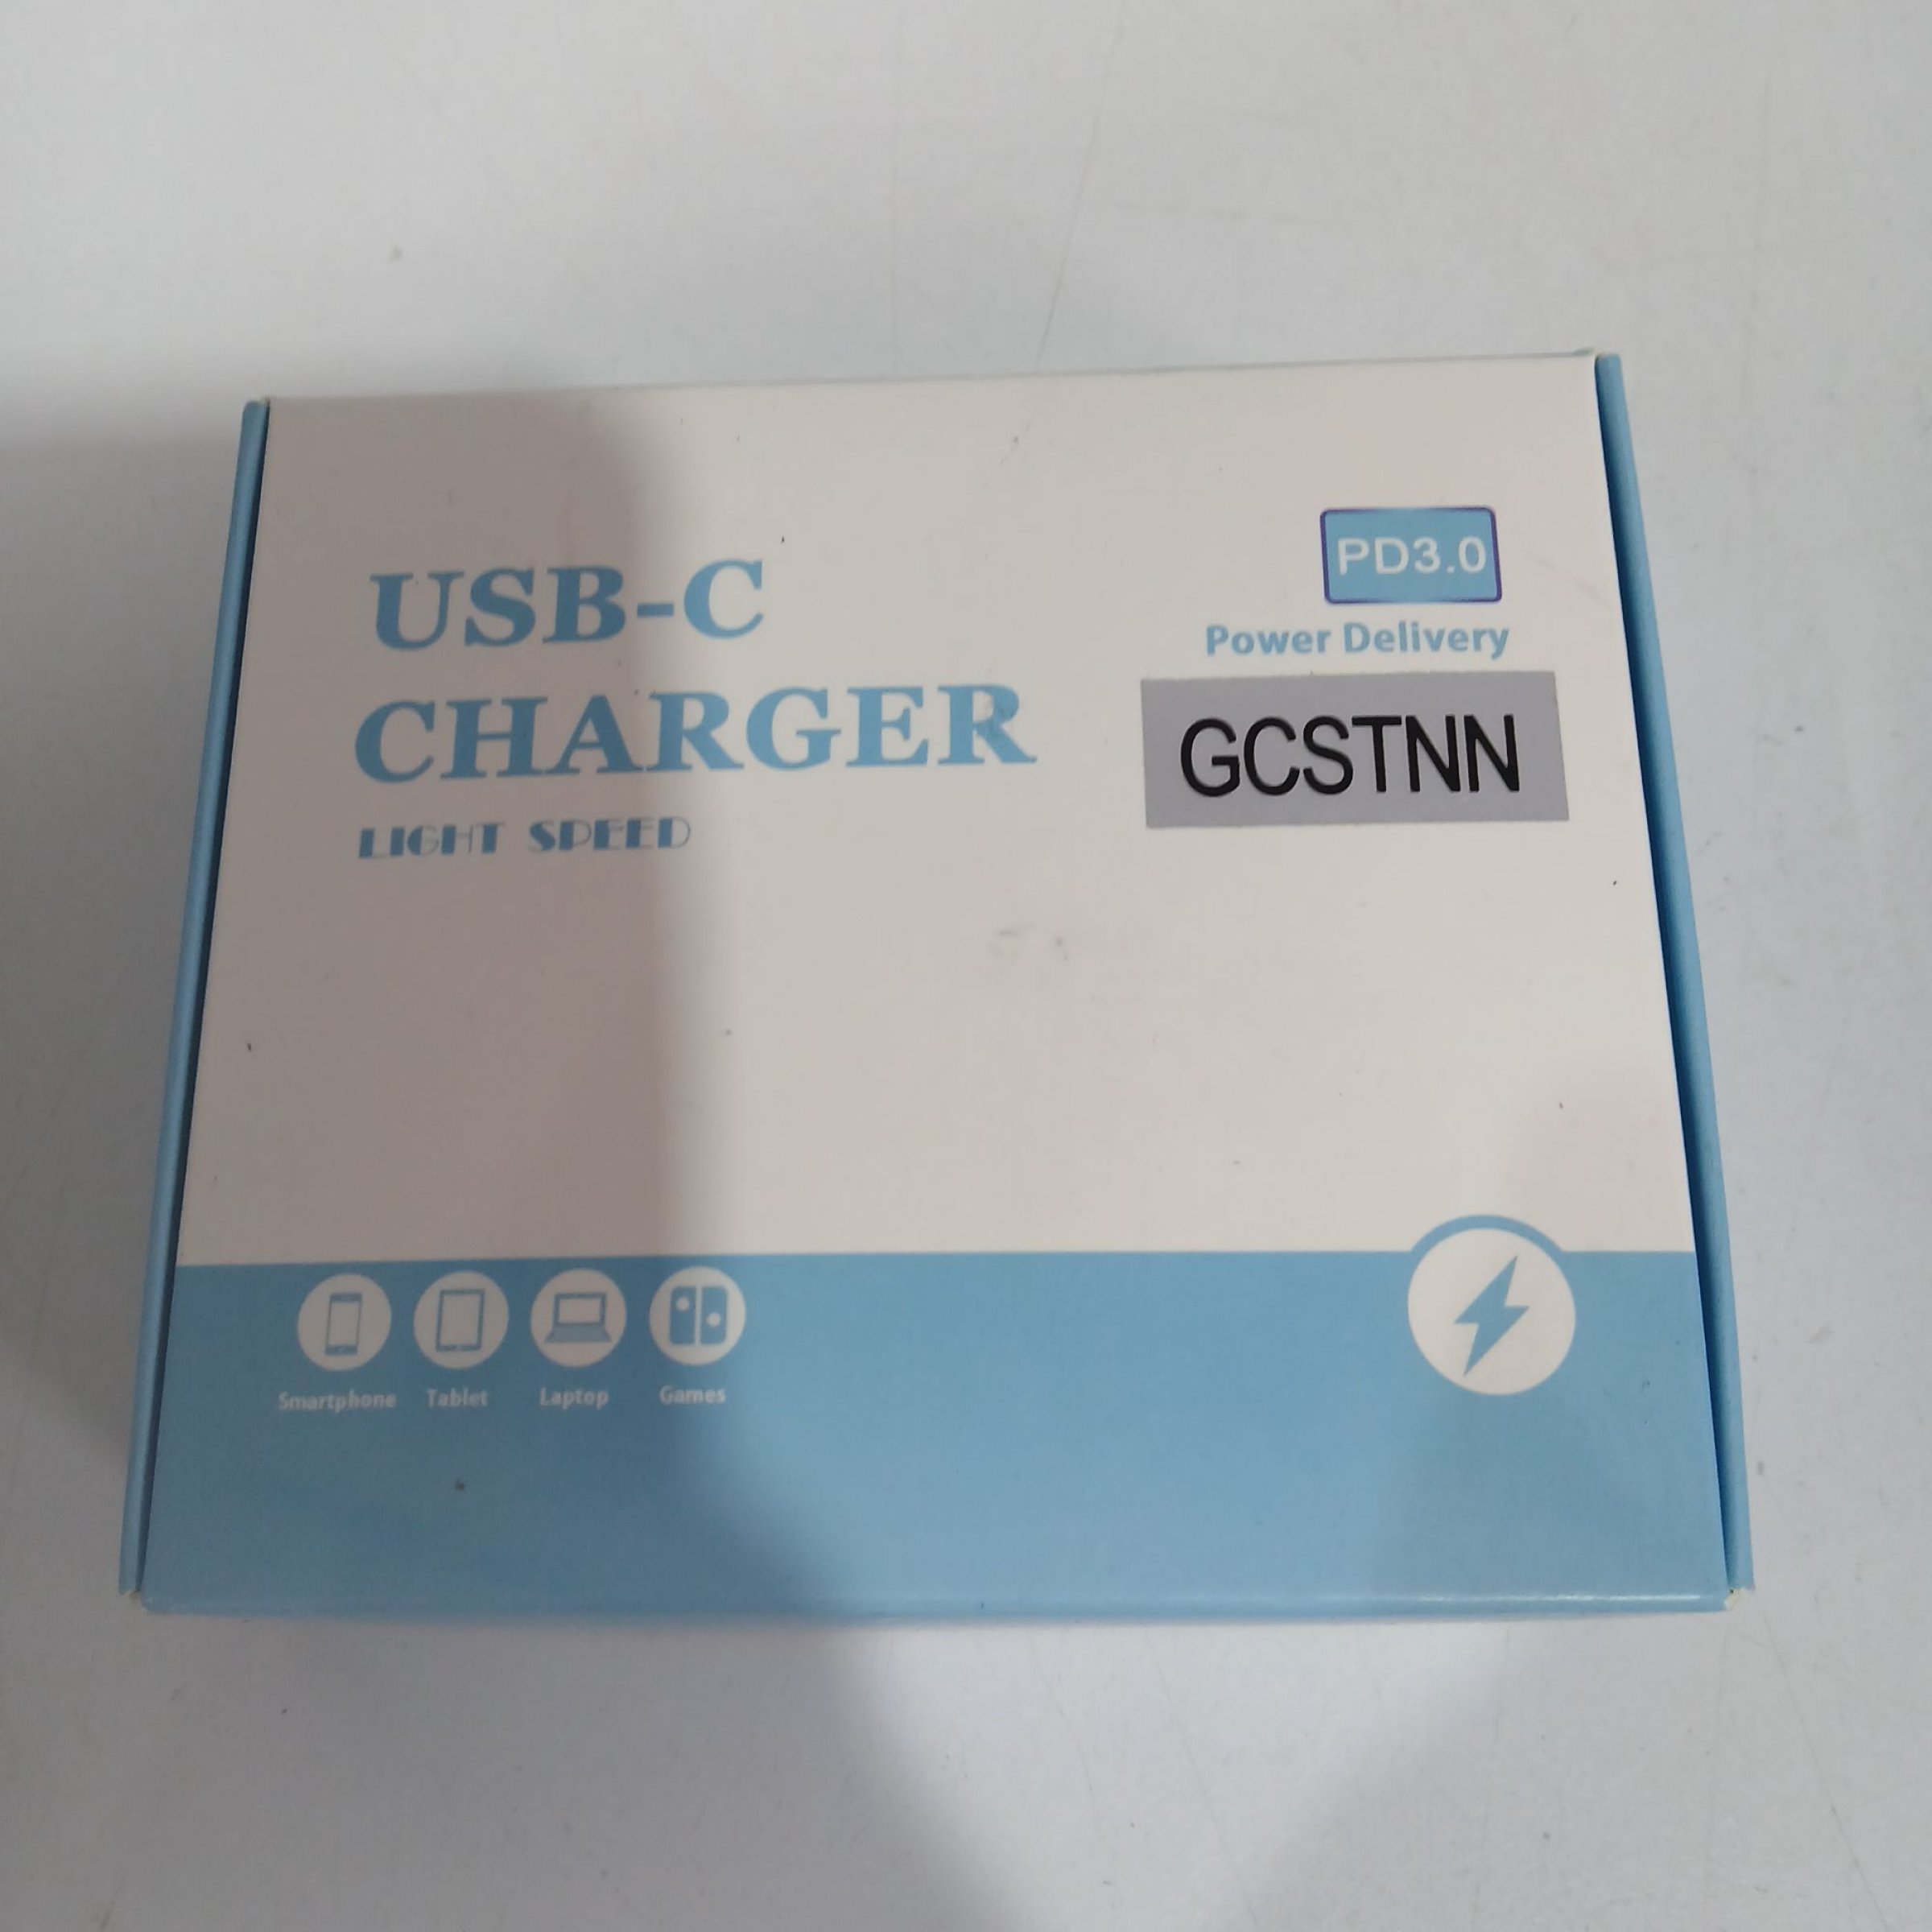 USB-C
CHARGER
LIGHT SPEED
PD3.0
Power Delivery
GCSTNN
Smartphone Tablet Laptop Games